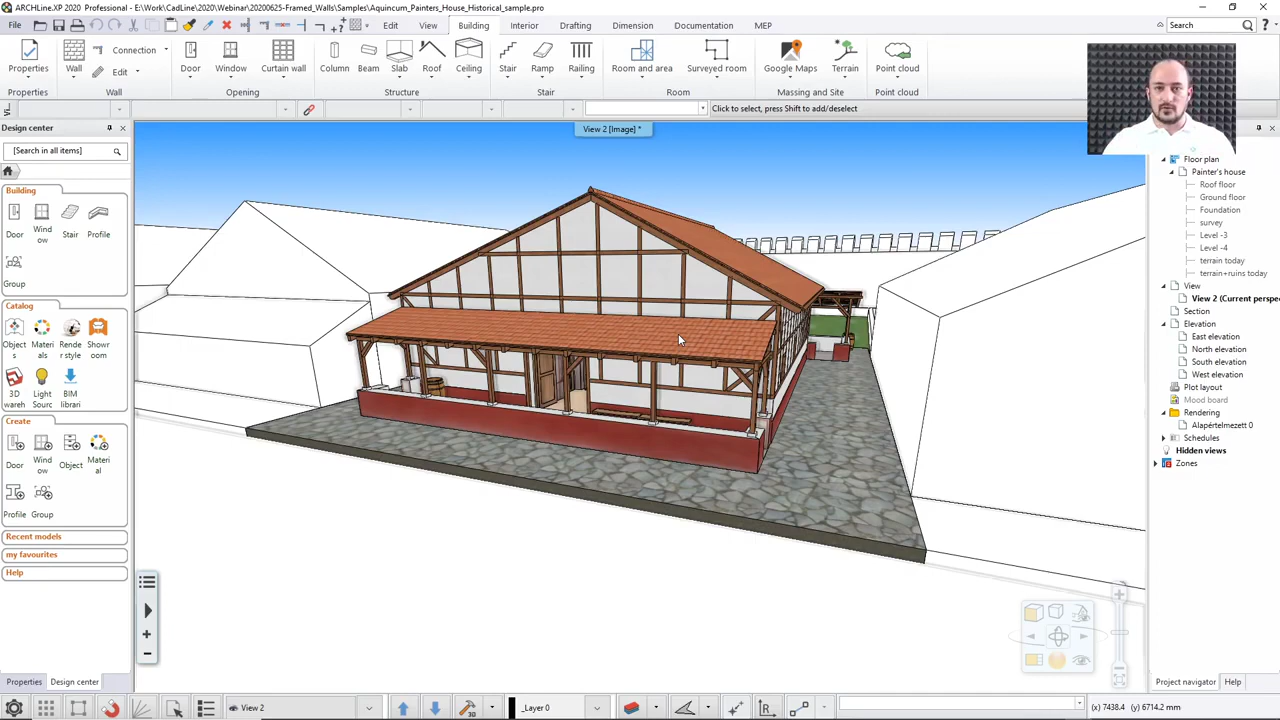 ARCHLine.XP 2020 Professional - E:\Work\CadLine\2020\Webinar\20200625-Framed_Walls\Samples\Aquincum_Painters_House_Historical_sample.pro
File Edit View Building Interior Drafting Dimension Documentation MEP Search
Connection
Edit
Properties Wall Door Window Curtain wall Column Beam Slab Roof Ceiling Stair Ramp Railing Room and area Surveyed room Google Maps Terrain Point cloud
Properties Wall Opening Structure Stair Room Massing and Site Point cloud
Click to select, press Shift to add/deselect
Design center
View 2 [Image] *
[Search in all items]
Building
Door Wind
ow Stair Profile
Group
Catalog
Object
s Materi
als Rende
r style Showr
oom
3D
wareh Light
Sourc BIM
librari
Create
Door Wind
ow Object Materi
al
Profile Group
Recent models
my favourites
Help
Floor plan
Painter's house
Roof floor
Ground floor
Foundation
survey
Level -3
Level -4
terrain today
terrain+ruins today
View
View 2 (Current perspe
Section
Elevation
East elevation
North elevation
South elevation
West elevation
Plot layout
Mood board
Rendering
Alapértelmezett 0
Schedules
Hidden views
Zones
Properties Design center
Project navigator Help
View 2 _Layer 0 (x) 7438.4 (y) 6714.2 mm